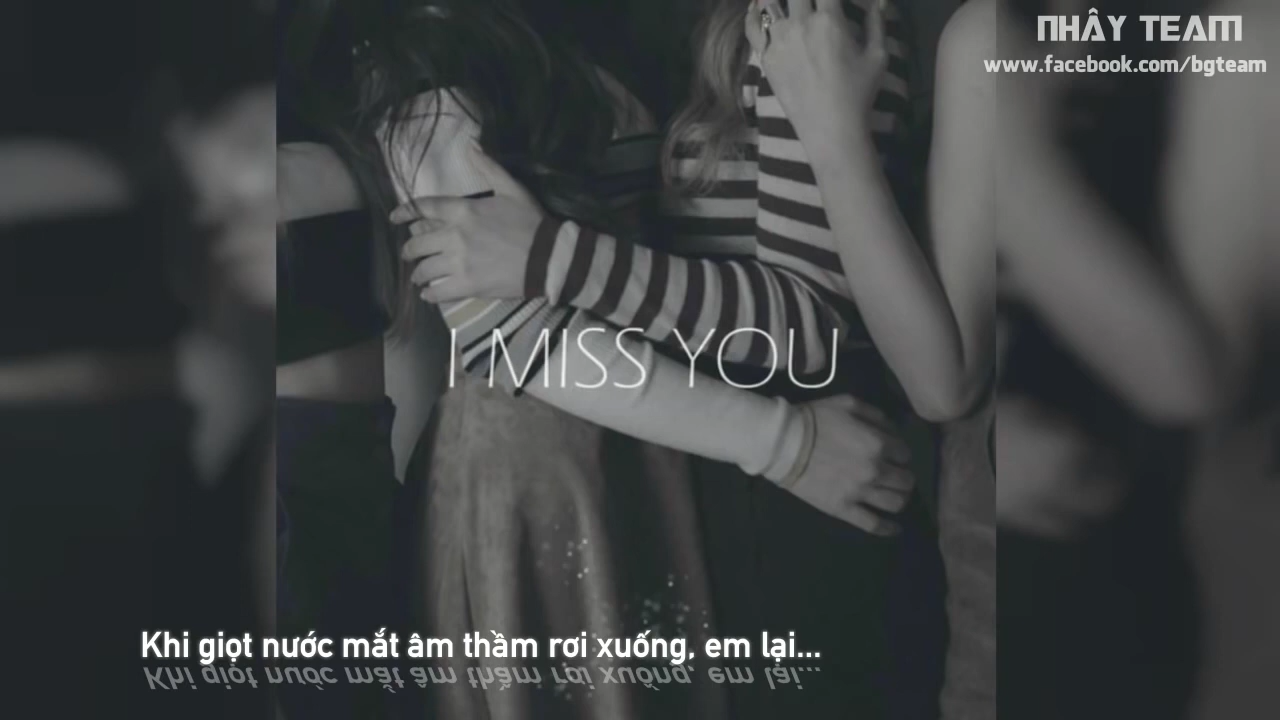 NHÂY TEAM
www.facebook.com/bgteam
I MISS YOU
Khi giọt nước mắt âm thầm rơi xuống, em lại...